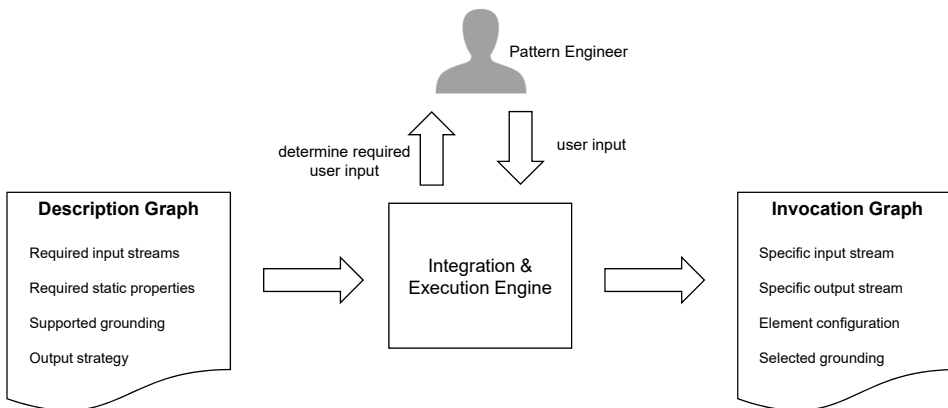 Pattern Engineer
determine required
user input
user input
Description Graph
Required input streams
Required static properties
Supported grounding
Output strategy
Integration &
Execution Engine
Invocation Graph
Specific input stream
Specific output stream
Element configuration
Selected grounding